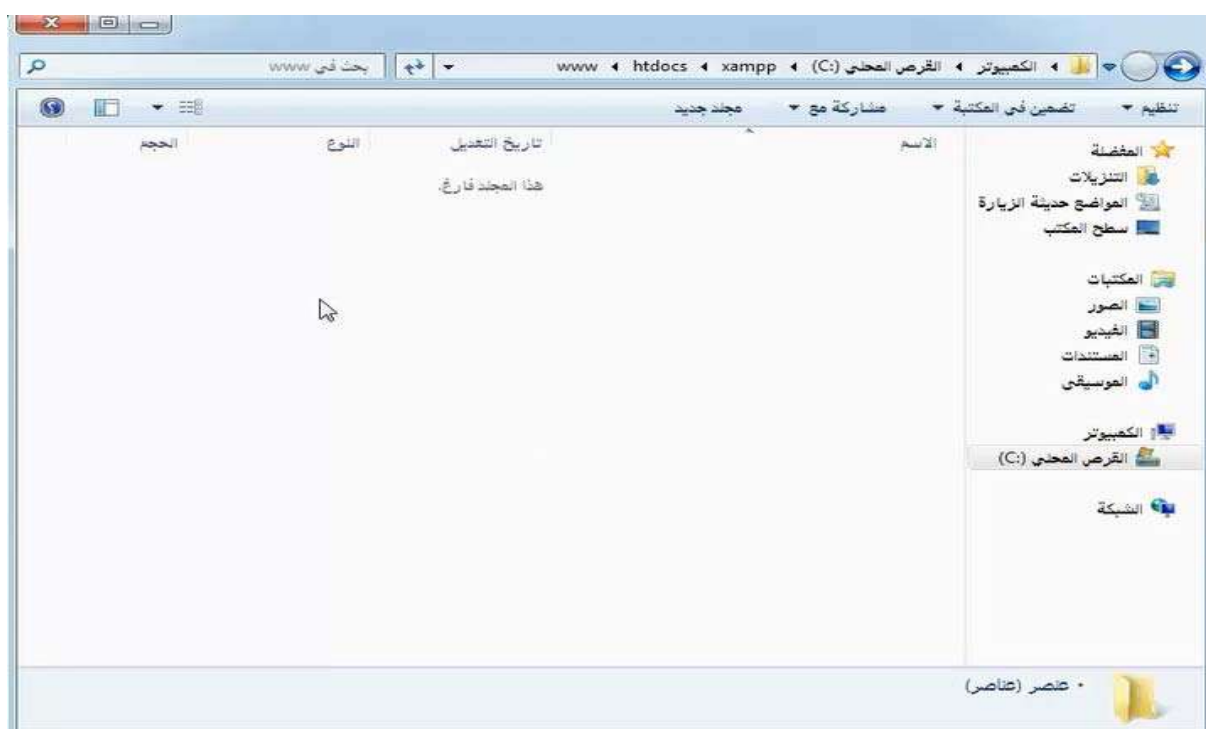 الكمبيوتر ◂ القرص المحلي (C:) ◂ xampp ◂ htdocs ◂ www
بحث في www
تنظيم
تضمين في المكتبة
مشاركة مع
مجلد جديد
الاسم
تاريخ التعديل
النوع
الحجم
هذا المجلد فارغ.
المفضلة
التنزيلات
المواضع حديثة الزيارة
سطح المكتب
المكتبات
الصور
الفيديو
المستندات
الموسيقى
الكمبيوتر
القرص المحلي (C:)
الشبكة
٠ عنصر (عناصر)